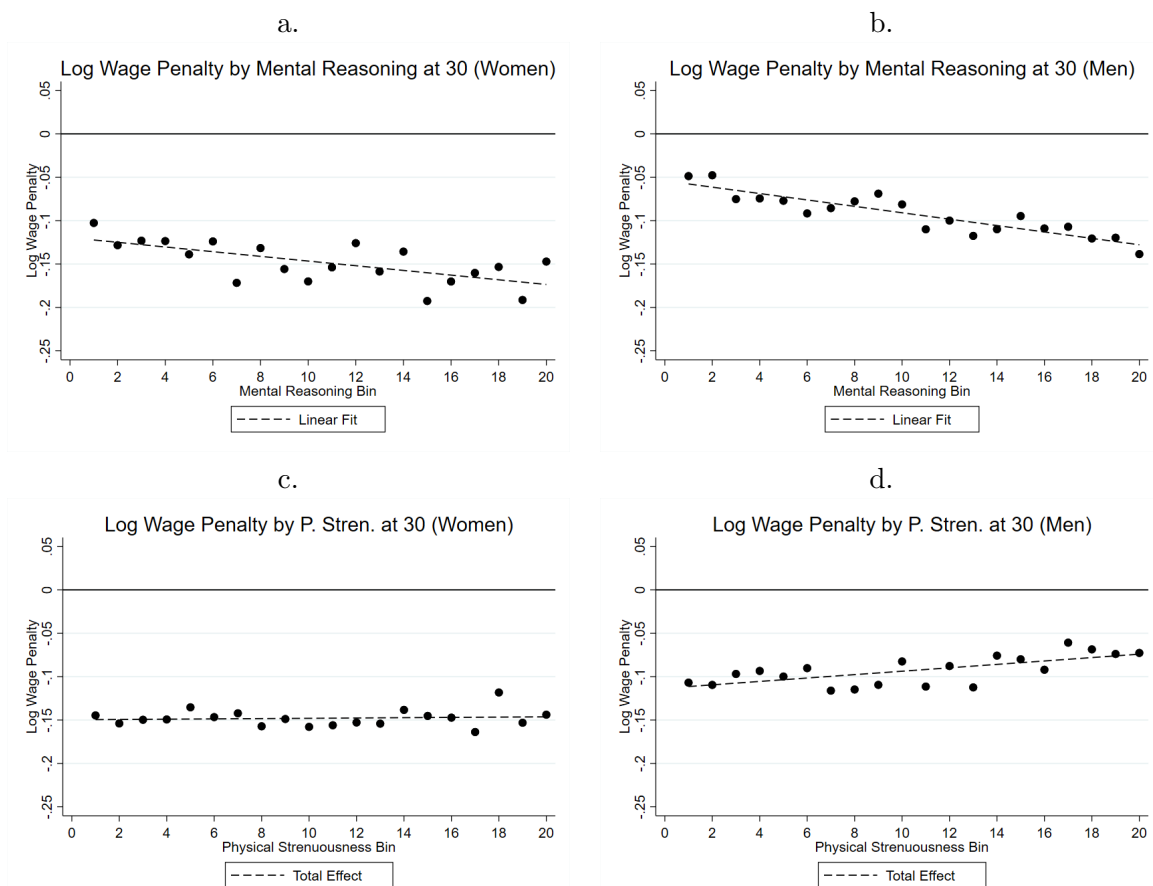 a.
Log Wage Penalty by Mental Reasoning at 30 (Women)
Log Wage Penalty
.05
0
-.05
-.1
-.15
-.2
-.25
0 2 4 6 8 10 12 14 16 18 20
Mental Reasoning Bin
Linear Fit
b.
Log Wage Penalty by Mental Reasoning at 30 (Men)
Log Wage Penalty
.05
0
-.05
-.1
-.15
-.2
-.25
0 2 4 6 8 10 12 14 16 18 20
Mental Reasoning Bin
Linear Fit
c.
Log Wage Penalty by P. Stren. at 30 (Women)
Log Wage Penalty
.05
0
-.05
-.1
-.15
-.2
-.25
0 2 4 6 8 10 12 14 16 18 20
Physical Strenuousness Bin
Total Effect
d.
Log Wage Penalty by P. Stren. at 30 (Men)
Log Wage Penalty
.05
0
-.05
-.1
-.15
-.2
-.25
0 2 4 6 8 10 12 14 16 18 20
Physical Strenuousness Bin
Total Effect